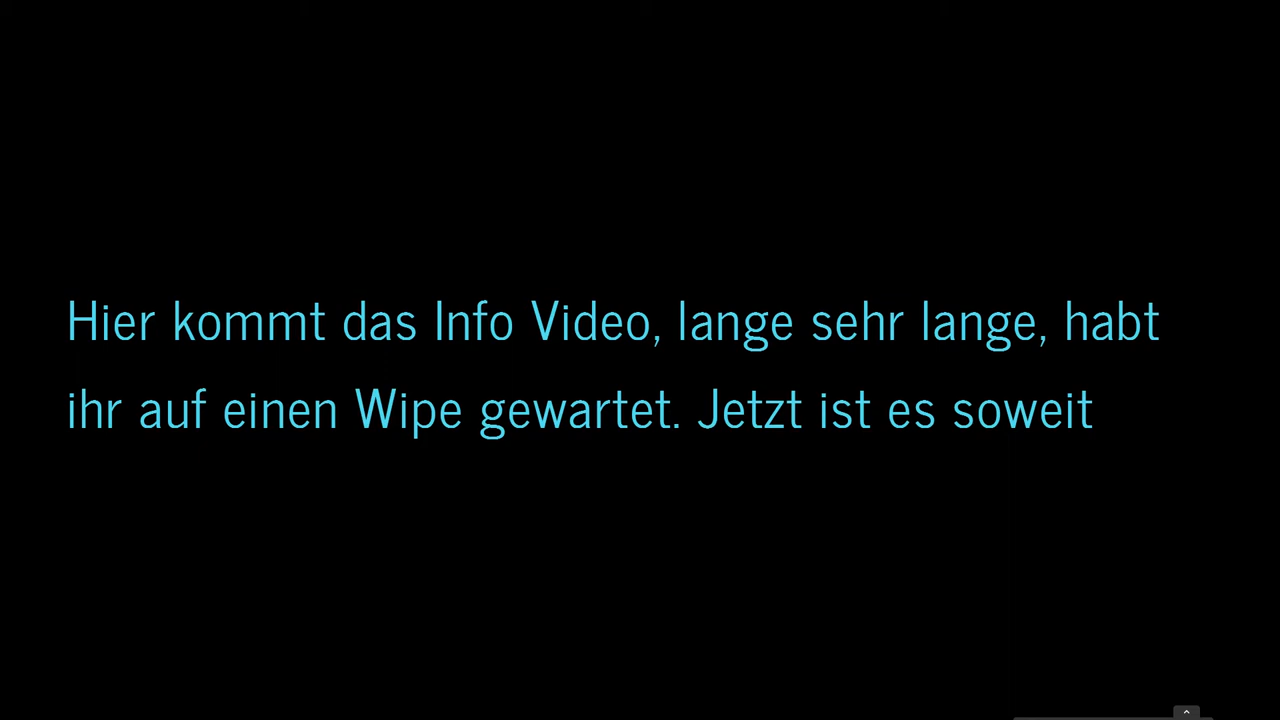 Hier kommt das Info Video, lange sehr lange, habt
ihr auf einen Wipe gewartet. Jetzt ist es soweit